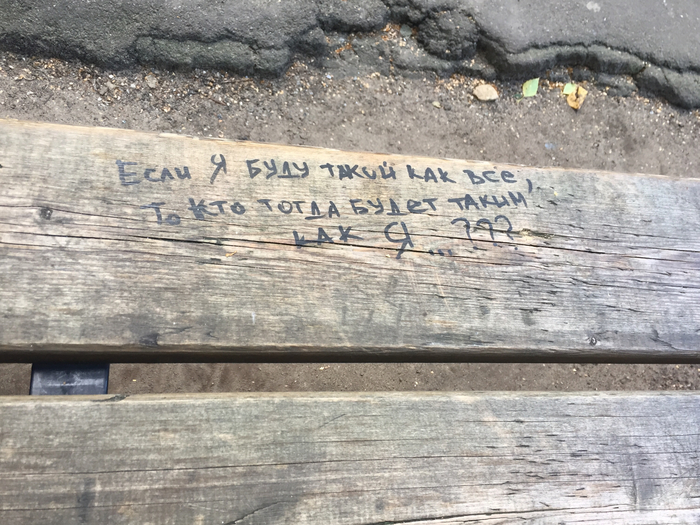 Если Я буду такой как все,
То кто тогда будет таким
как Я ... ???